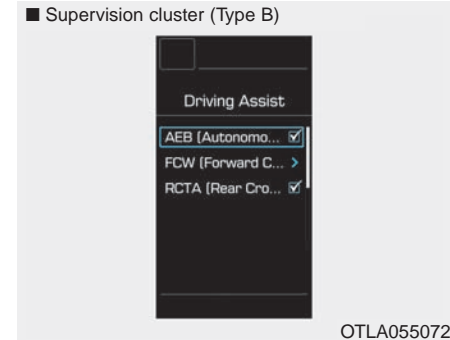 ■ Supervision cluster (Type B)
Driving Assist
AEB (Autonomo...
FCW (Forward C... >
RCTA (Rear Cro...
OTLA055072